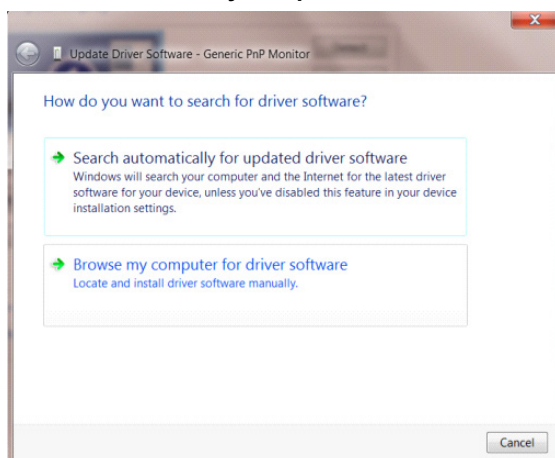 Update Driver Software - Generic PnP Monitor
How do you want to search for driver software?
Search automatically for updated driver software
Windows will search your computer and the Internet for the latest driver
software for your device, unless you've disabled this feature in your device
installation settings.
Browse my computer for driver software
Locate and install driver software manually.
Cancel